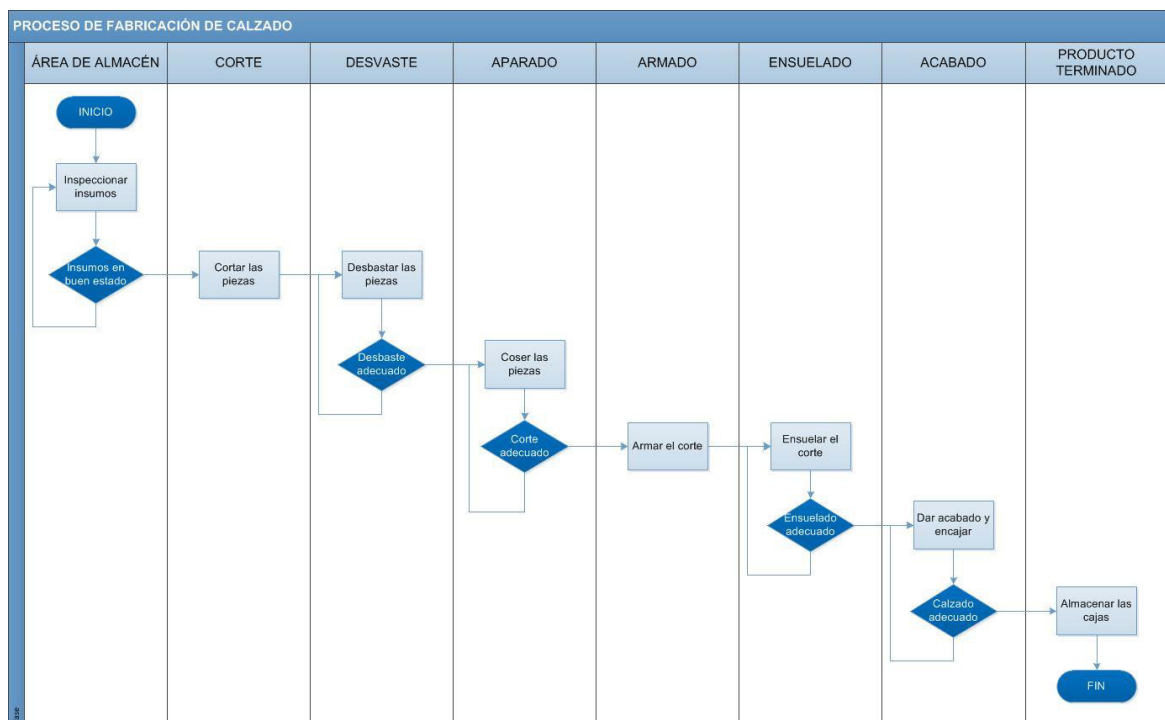 PROCESO DE FABRICACIÓN DE CALZADO
ÁREA DE ALMACÉN
CORTE
DESVASTE
APARADO
ARMADO
ENSUELADO
ACABADO
PRODUCTO
TERMINADO
INICIO
Inspeccionar
insumos
Insumos en
buen estado
Cortar las
piezas
Desbastar las
piezas
Desbaste
adecuado
Coser las
piezas
Corte
adecuado
Armar el corte
Ensuelar el
corte
Ensuelado
adecuado
Dar acabado y
encajar
Calzado
adecuado
Almacenar las
cajas
FIN